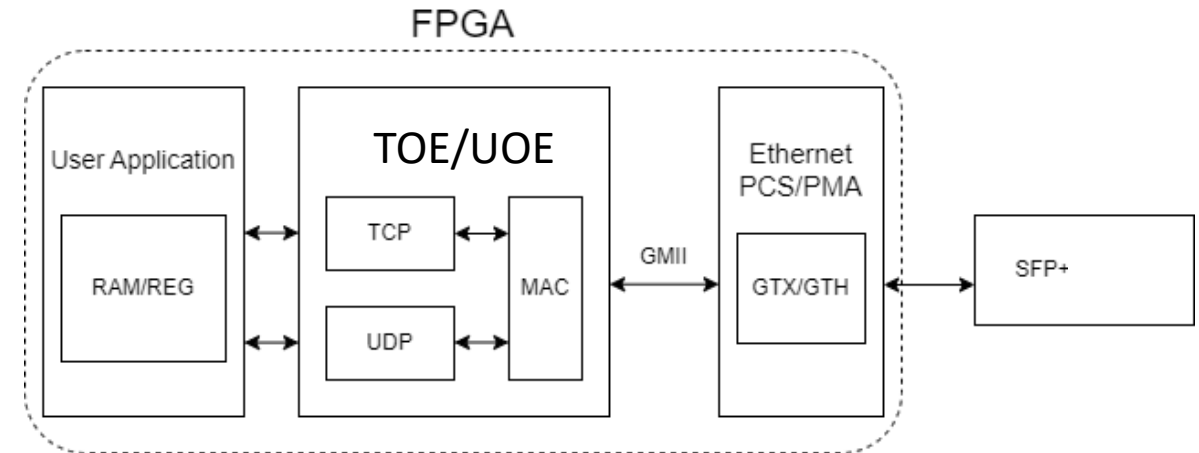 FPGA
User Application
RAM/REG
TOE/UOE
TCP
UDP
MAC
GMII
Ethernet
PCS/PMA
GTX/GTH
SFP+